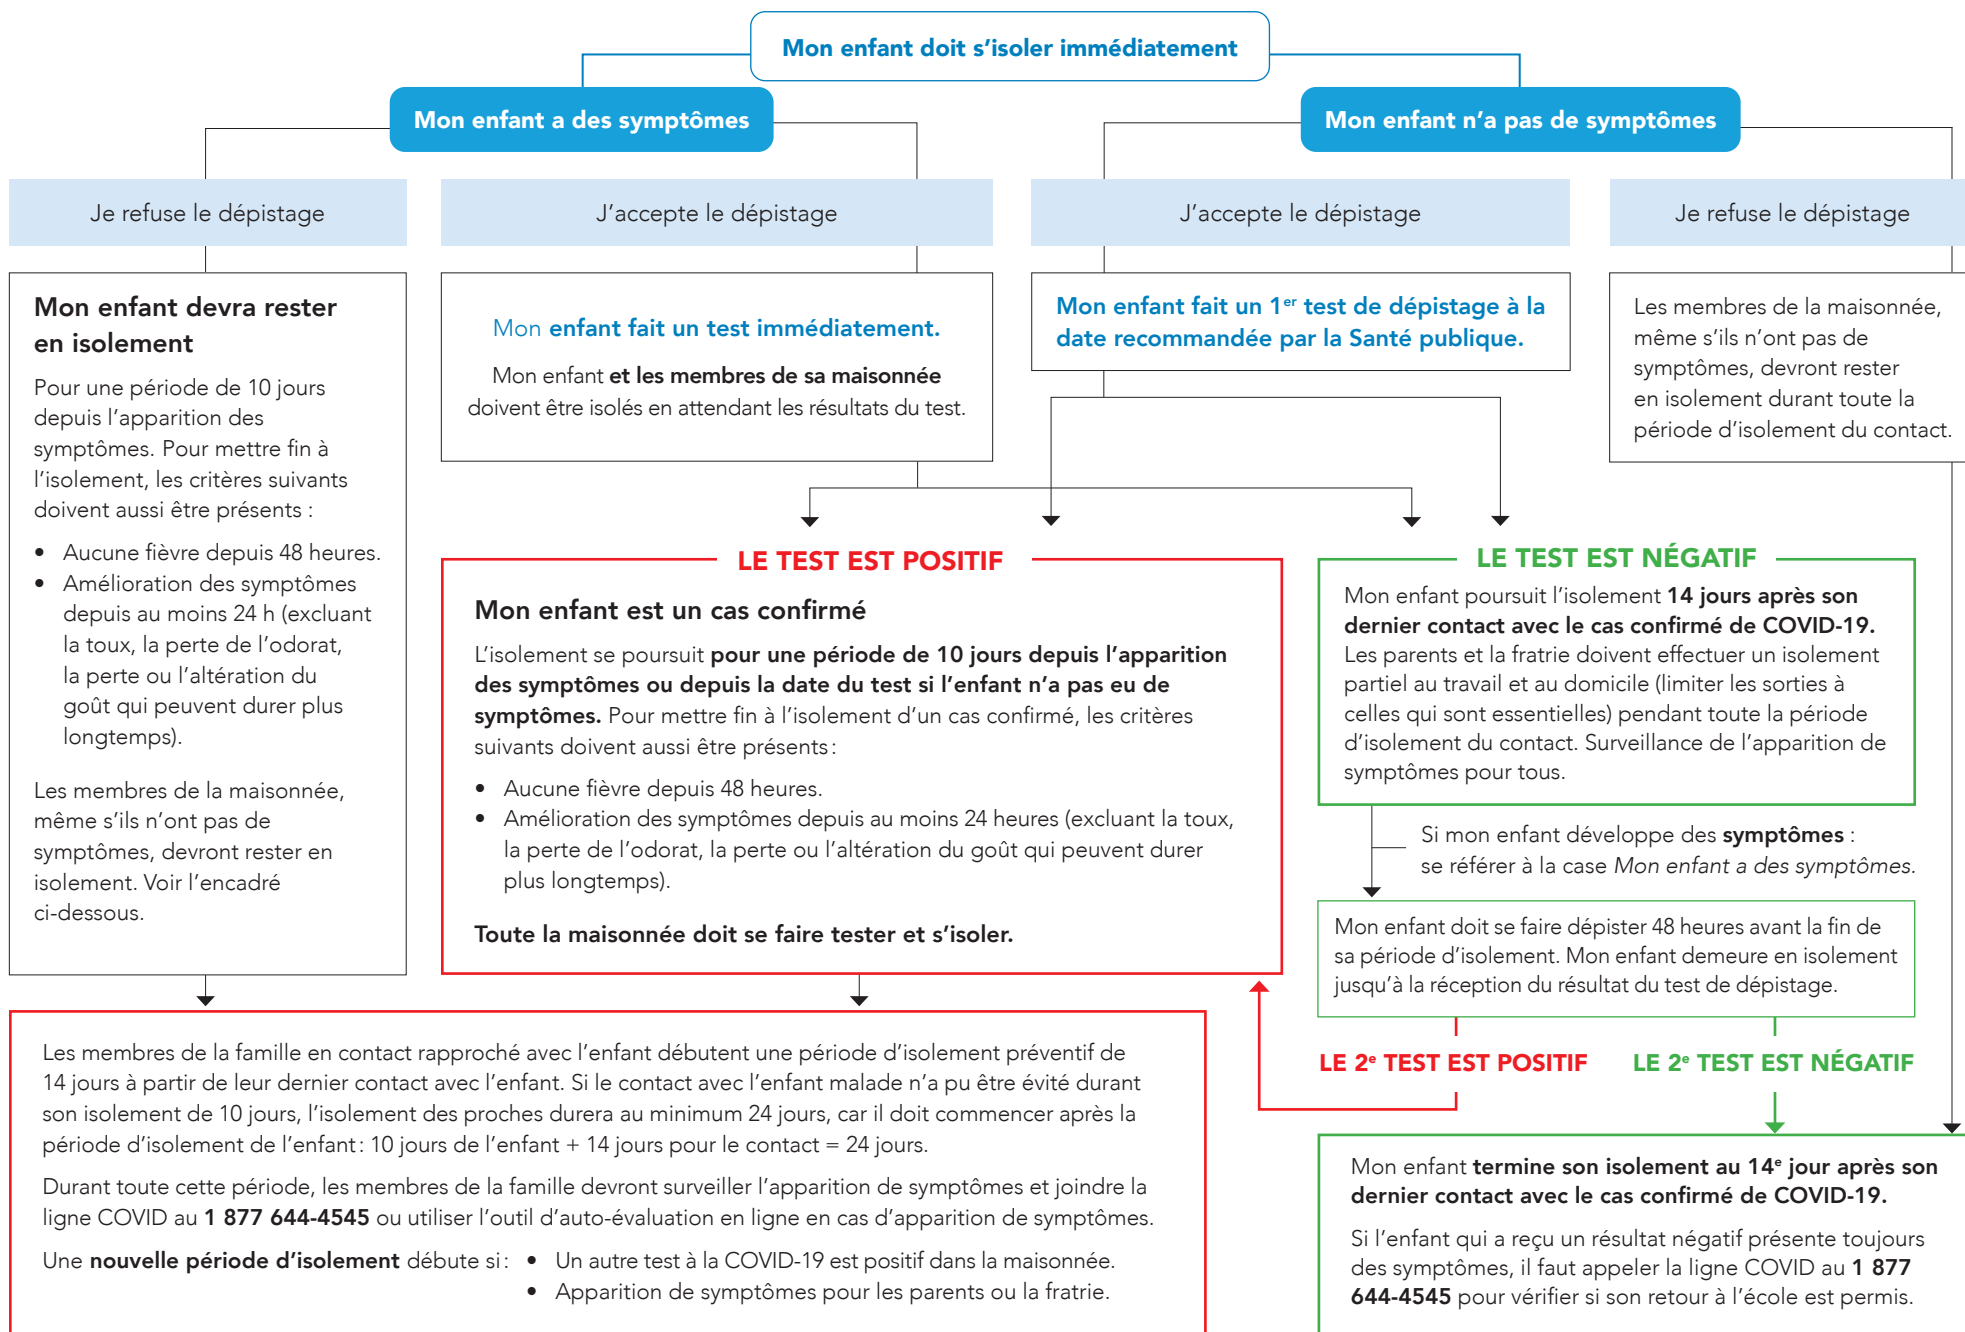 Mon enfant doit s'isoler immédiatement
Mon enfant a des symptômes
Mon enfant n'a pas de symptômes
Je refuse le dépistage
J'accepte le dépistage
J'accepte le dépistage
Je refuse le dépistage
Mon enfant devra rester
en isolement
Pour une période de 10 jours
depuis l'apparition des
symptômes. Pour mettre fin à
l'isolement, les critères suivants
doivent aussi être présents :
• Aucune fièvre depuis 48 heures.
• Amélioration des symptômes
depuis au moins 24 h (excluant
la toux, la perte de l'odorat,
la perte ou l'altération du
goût qui peuvent durer plus
longtemps).
Les membres de la maisonnée,
même s'ils n'ont pas de
symptômes, devront rester en
isolement. Voir l'encadré
ci-dessous.
Mon enfant fait un test immédiatement.
Mon enfant et les membres de sa maisonnée
doivent être isolés en attendant les résultats du test.
Mon enfant fait un 1er test de dépistage à la
date recommandée par la Santé publique.
Les membres de la maisonnée,
même s'ils n'ont pas de
symptômes, devront rester
en isolement durant toute la
période d'isolement du contact.
LE TEST EST POSITIF
Mon enfant est un cas confirmé
L'isolement se poursuit pour une période de 10 jours depuis l'apparition
des symptômes ou depuis la date du test si l'enfant n'a pas eu de
symptômes. Pour mettre fin à l'isolement d'un cas confirmé, les critères
suivants doivent aussi être présents :
• Aucune fièvre depuis 48 heures.
• Amélioration des symptômes depuis au moins 24 heures (excluant la toux,
la perte de l'odorat, la perte ou l'altération du goût qui peuvent durer
plus longtemps).
Toute la maisonnée doit se faire tester et s'isoler.
LE TEST EST NÉGATIF
Mon enfant poursuit l'isolement 14 jours après son
dernier contact avec le cas confirmé de COVID-19.
Les parents et la fratrie doivent effectuer un isolement
partiel au travail et au domicile (limiter les sorties à
celles qui sont essentielles) pendant toute la période
d'isolement du contact. Surveillance de l'apparition de
symptômes pour tous.
Si mon enfant développe des symptômes :
se référer à la case Mon enfant a des symptômes.
Mon enfant doit se faire dépister 48 heures avant la fin de
sa période d'isolement. Mon enfant demeure en isolement
jusqu'à la réception du résultat du test de dépistage.
LE 2e TEST EST POSITIF
LE 2e TEST EST NÉGATIF
Les membres de la famille en contact rapproché avec l'enfant débutent une période d'isolement préventif de
14 jours à partir de leur dernier contact avec l'enfant. Si le contact avec l'enfant malade n'a pu être évité durant
son isolement de 10 jours, l'isolement des proches durera au minimum 24 jours, car il doit commencer après la
période d'isolement de l'enfant : 10 jours de l'enfant + 14 jours pour le contact = 24 jours.
Durant toute cette période, les membres de la famille devront surveiller l'apparition de symptômes et joindre la
ligne COVID au 1 877 644-4545 ou utiliser l'outil d'auto-évaluation en ligne en cas d'apparition de symptômes.
Une nouvelle période d'isolement débute si : • Un autre test à la COVID-19 est positif dans la maisonnée.
• Apparition de symptômes pour les parents ou la fratrie.
Mon enfant termine son isolement au 14e jour après son
dernier contact avec le cas confirmé de COVID-19.
Si l'enfant qui a reçu un résultat négatif présente toujours
des symptômes, il faut appeler la ligne COVID au 1 877
644-4545 pour vérifier si son retour à l'école est permis.